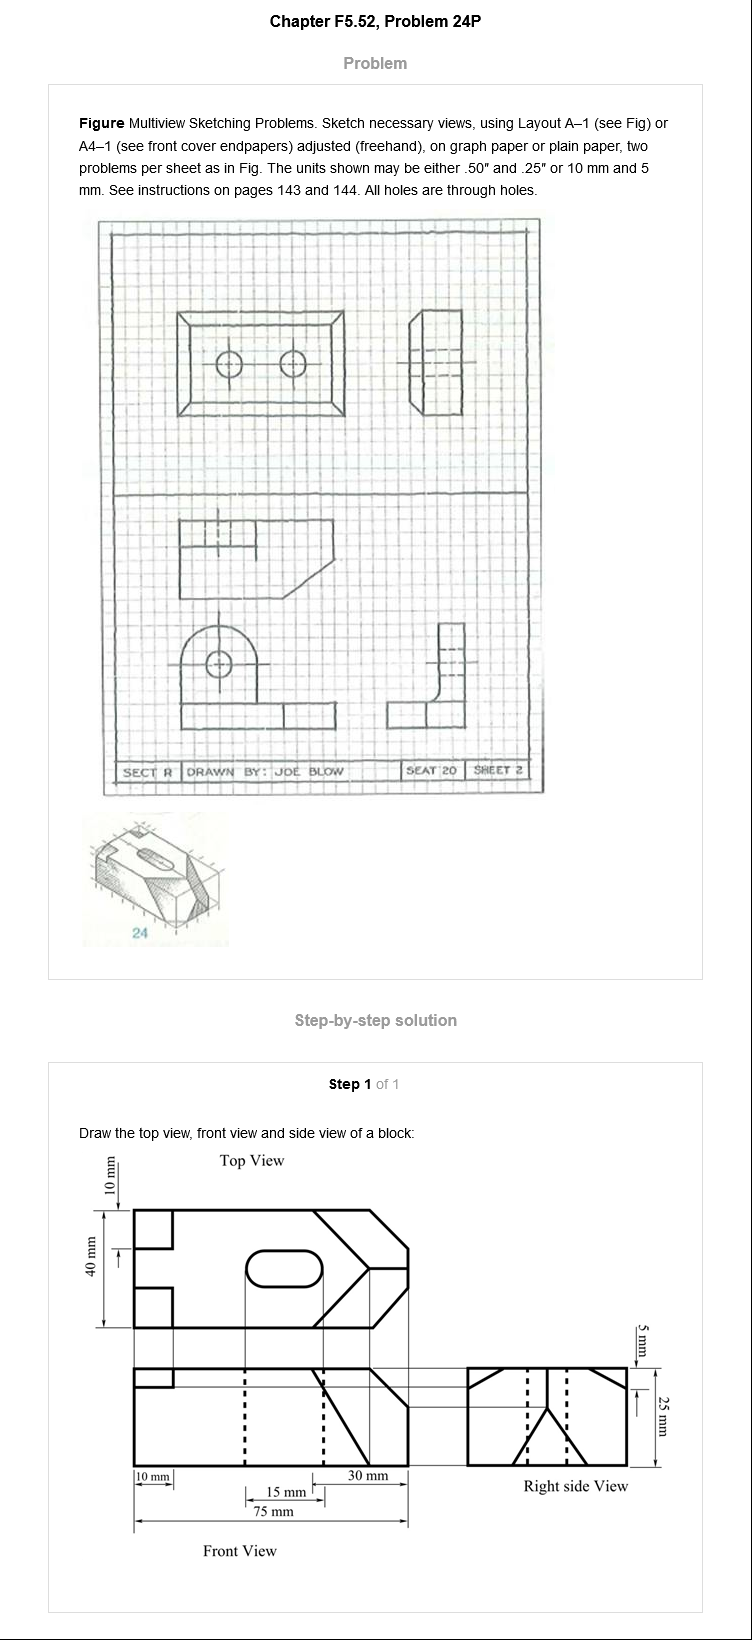 Chapter F5.52, Problem 24P
Problem
Figure Multiview Sketching Problems. Sketch necessary views, using Layout A–1 (see Fig) or
A4–1 (see front cover endpapers) adjusted (freehand), on graph paper or plain paper, two
problems per sheet as in Fig. The units shown may be either .50″ and .25″ or 10 mm and 5
mm. See instructions on pages 143 and 144. All holes are through holes.
SECT R DRAWN BY: JOE BLOW SEAT 20 SHEET 2
24
Step-by-step solution
Step 1 of 1
Draw the top view, front view and side view of a block:
Top View
10 mm
40 mm
5 mm
25 mm
10 mm
30 mm
15 mm
75 mm
Right side View
Front View